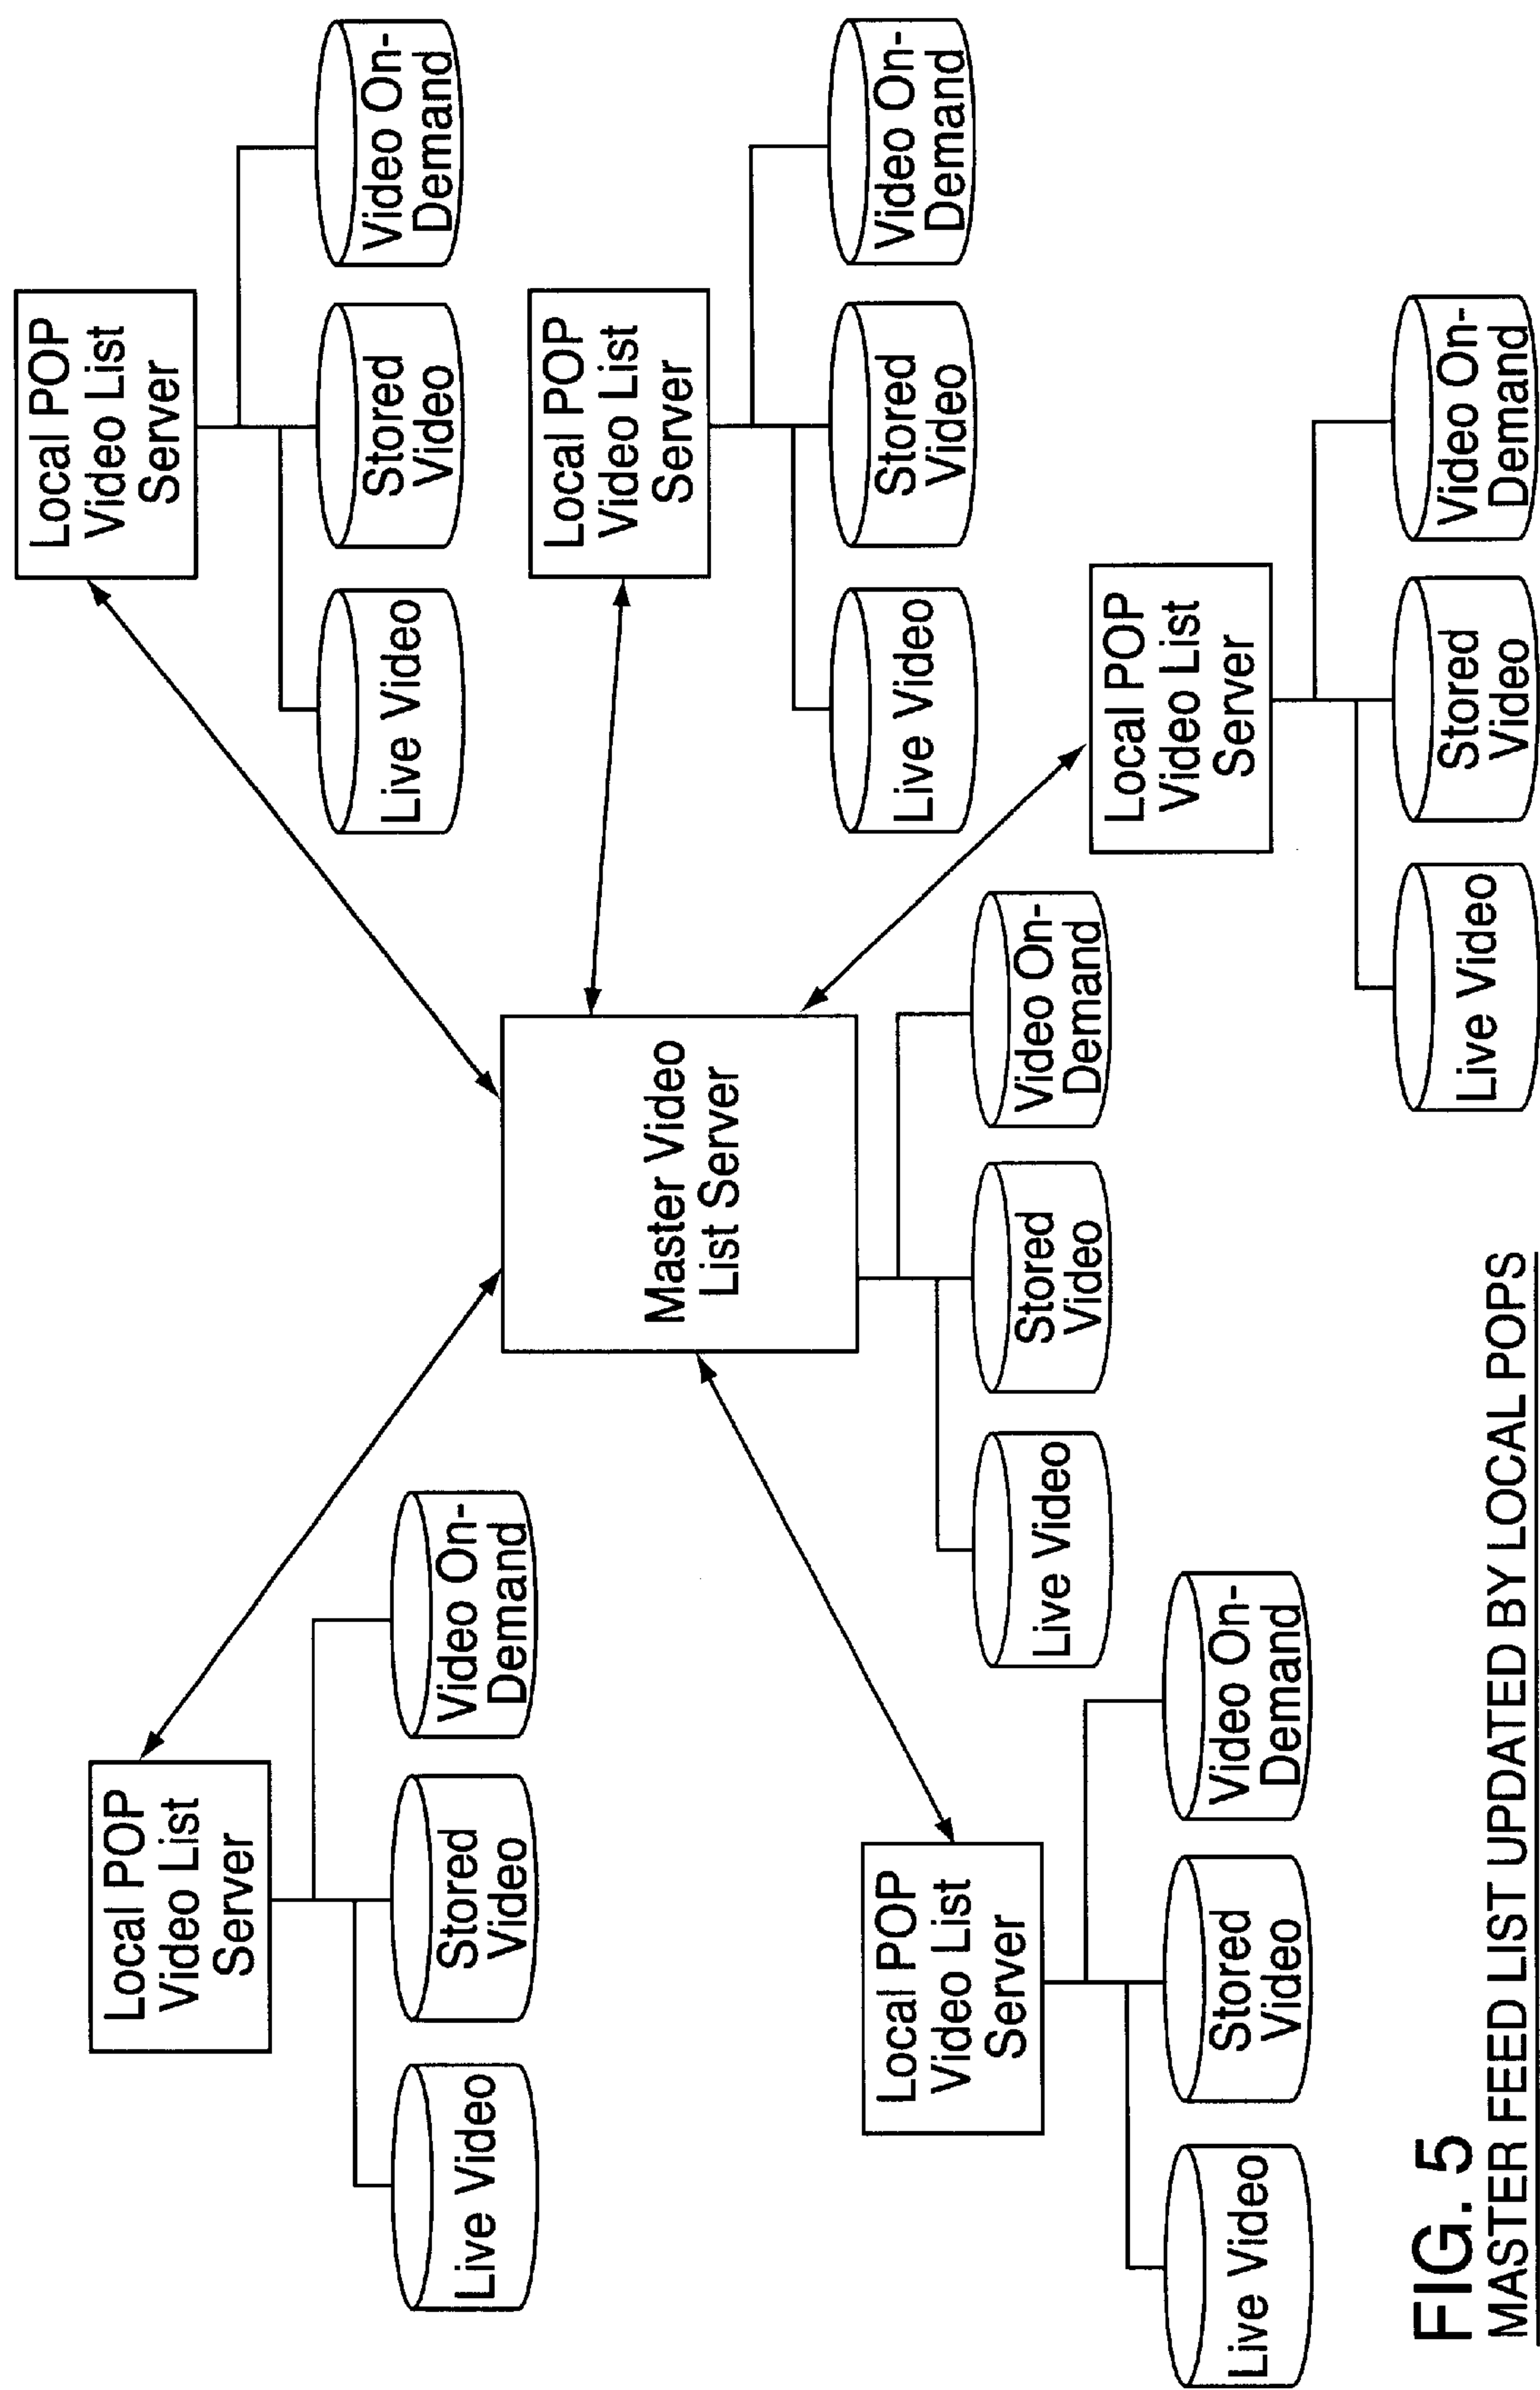 Local POP
Video List
Server
Live Video
Stored
Video
Video On-
Demand
Local POP
Video List
Server
Live Video
Stored
Video
Video On-
Demand
Master Video
List Server
Live Video
Stored
Video
Video On-
Demand
Local POP
Video List
Server
Live Video
Stored
Video
Video On-
Demand
Local POP
Video List
Server
Live Video
Stored
Video
Video On-
Demand
Local POP
Video List
Server
Live Video
Stored
Video
Video On-
Demand
FIG. 5
MASTER FEED LIST UPDATED BY LOCAL POPS